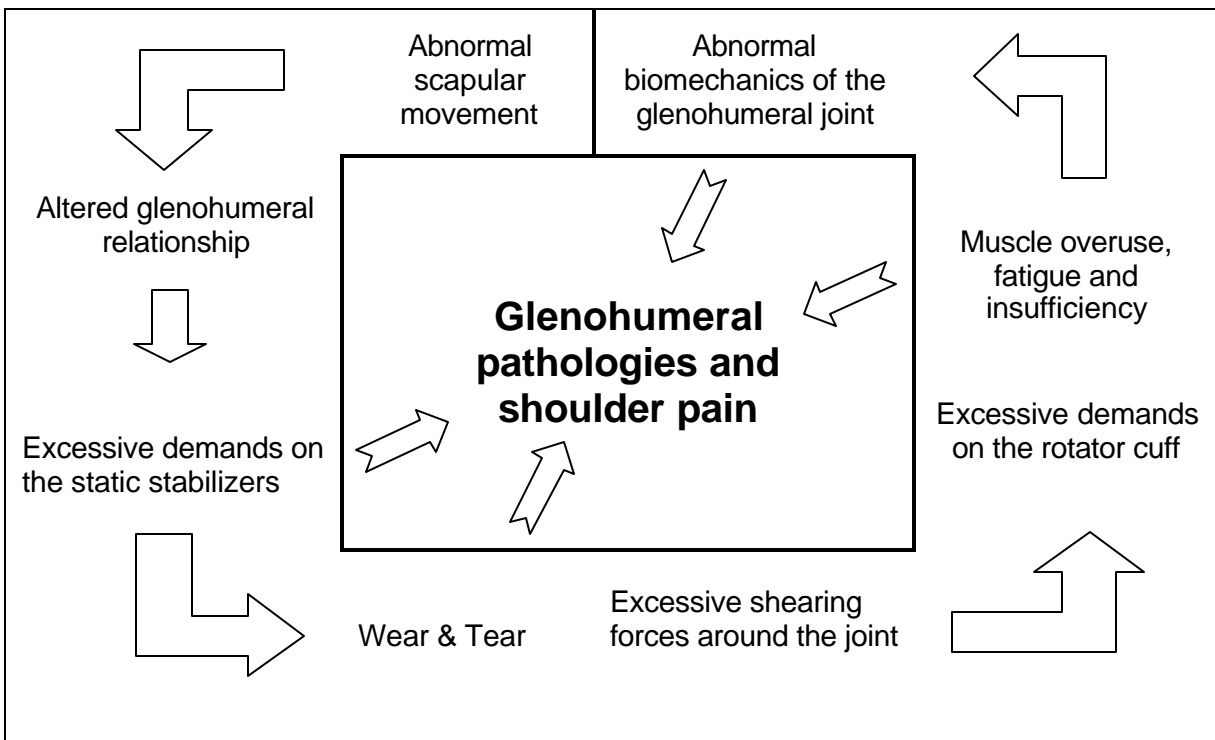 Abnormal
scapular
movement
Abnormal
biomechanics of the
glenohumeral joint
Altered glenohumeral
relationship
Muscle overuse,
fatigue and
insufficiency
Glenohumeral
pathologies and
shoulder pain
Excessive demands on
the static stabilizers
Excessive demands
on the rotator cuff
Wear & Tear
Excessive shearing
forces around the joint